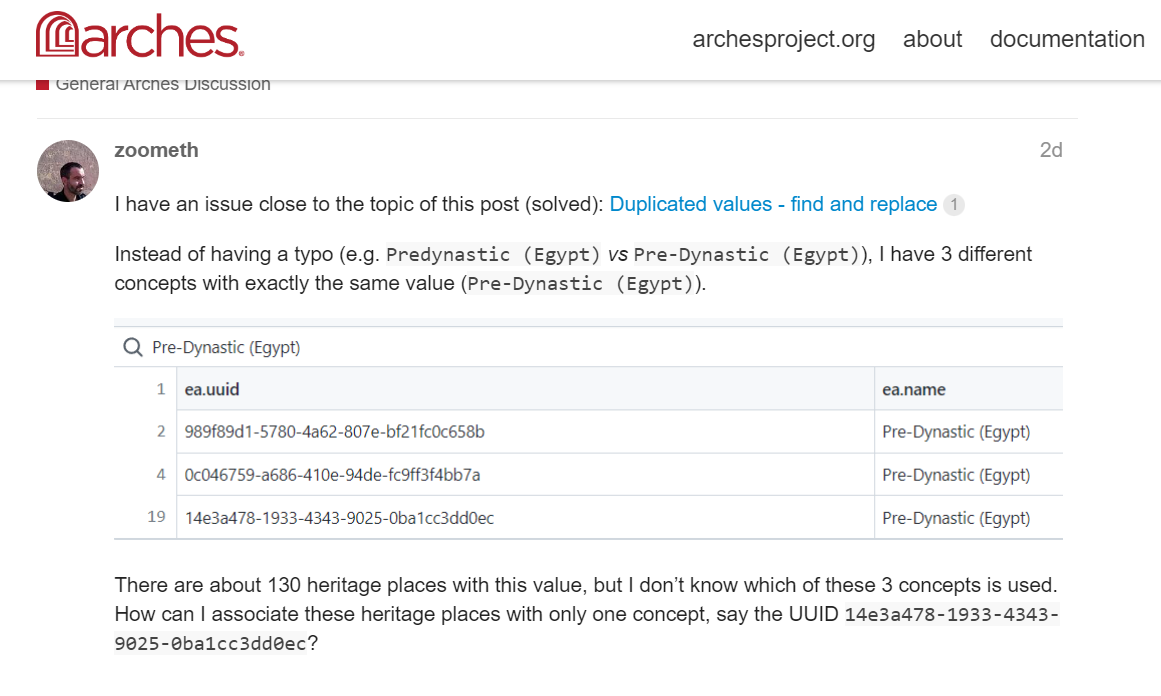 arches
archesproject.org about documentation
General Arches Discussion
zoometh 2d
I have an issue close to the topic of this post (solved): Duplicated values - find and replace 1
Instead of having a typo (e.g. Predynastic (Egypt) vs Pre-Dynastic (Egypt)), I have 3 different
concepts with exactly the same value (Pre-Dynastic (Egypt)).
Pre-Dynastic (Egypt)
1 ea.uuid ea.name
2 989f89d1-5780-4a62-807e-bf21fc0c658b Pre-Dynastic (Egypt)
4 0c046759-a686-410e-94de-fc9ff3f4bb7a Pre-Dynastic (Egypt)
19 14e3a478-1933-4343-9025-0ba1cc3dd0ec Pre-Dynastic (Egypt)
There are about 130 heritage places with this value, but I don’t know which of these 3 concepts is used.
How can I associate these heritage places with only one concept, say the UUID 14e3a478-1933-4343-
9025-0ba1cc3dd0ec?